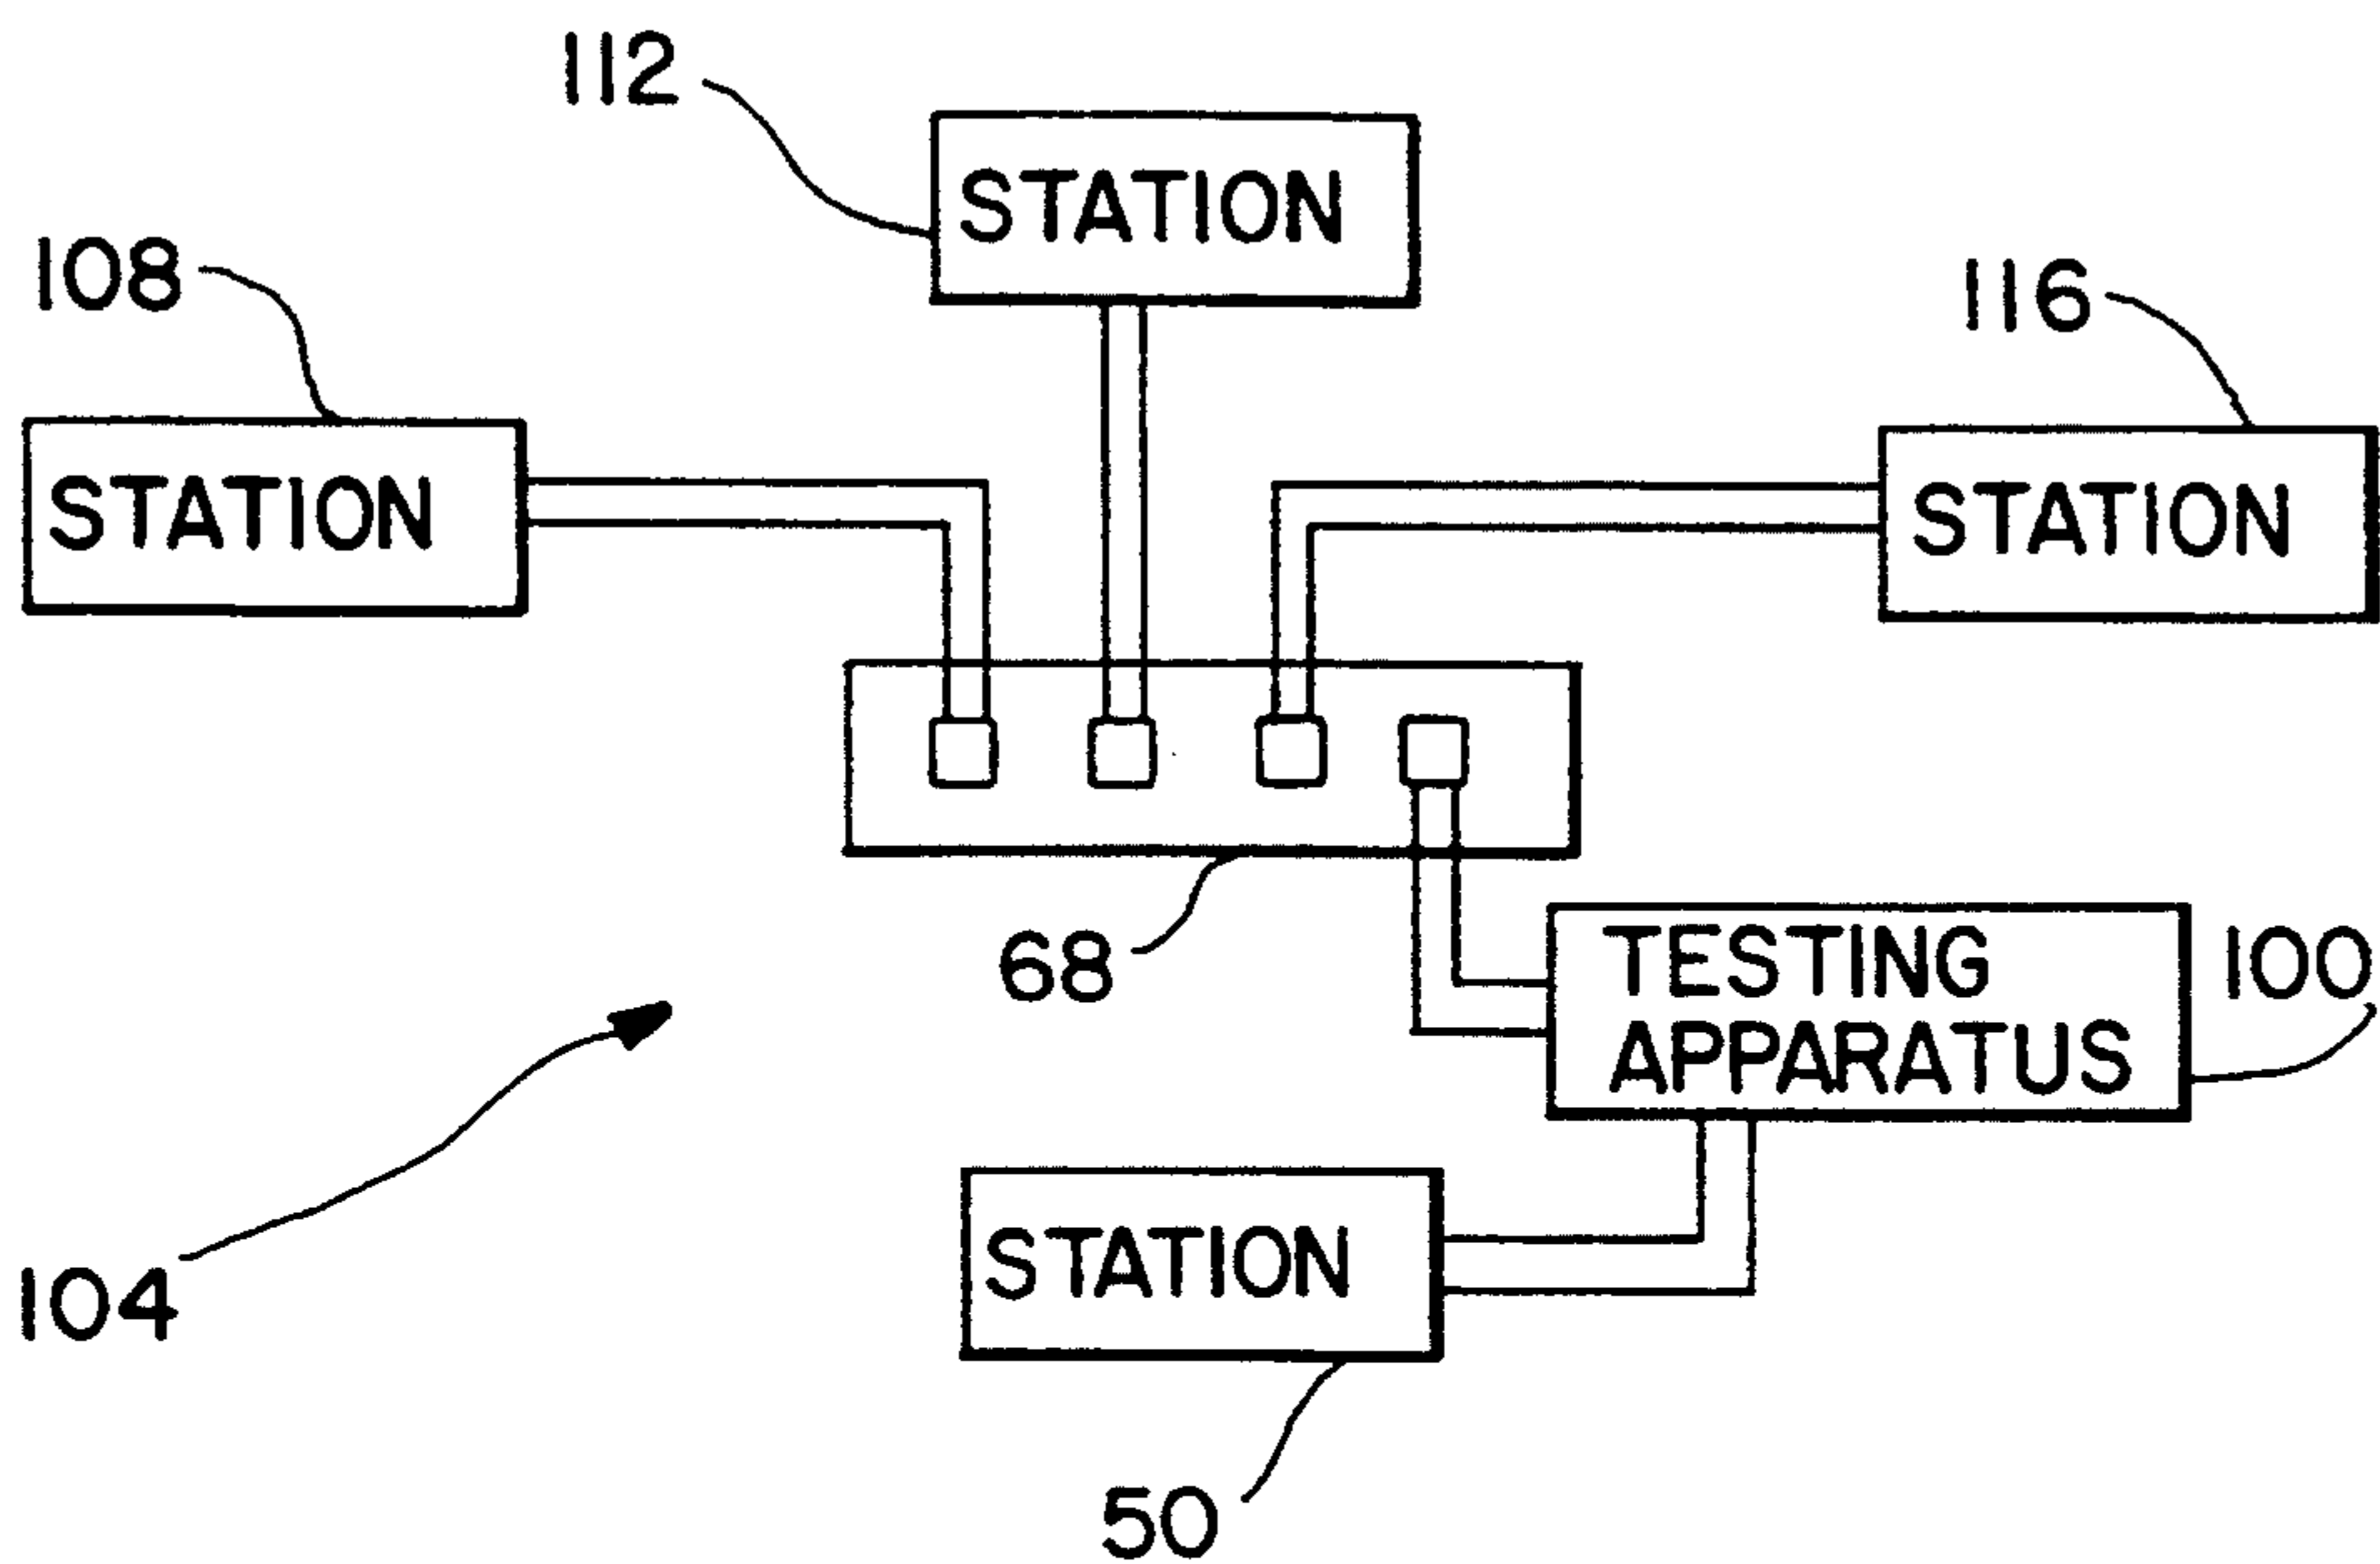 112
STATION
108
116
STATION
STATION
68
TESTING
APPARATUS
100
104
STATION
50